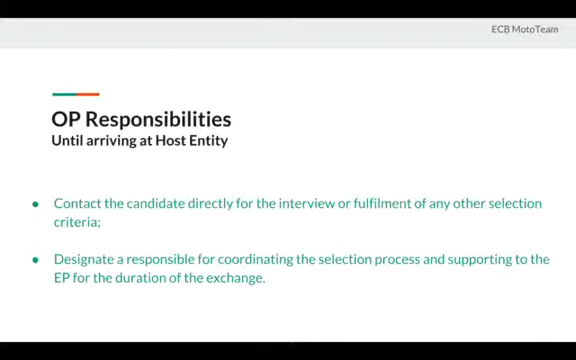 ECB MotoTeam
OP Responsibilities
Until arriving at Host Entity
● Contact the candidate directly for the interview or fulfilment of any other selection
criteria;
● Designate a responsible for coordinating the selection process and supporting to the
EP for the duration of the exchange.